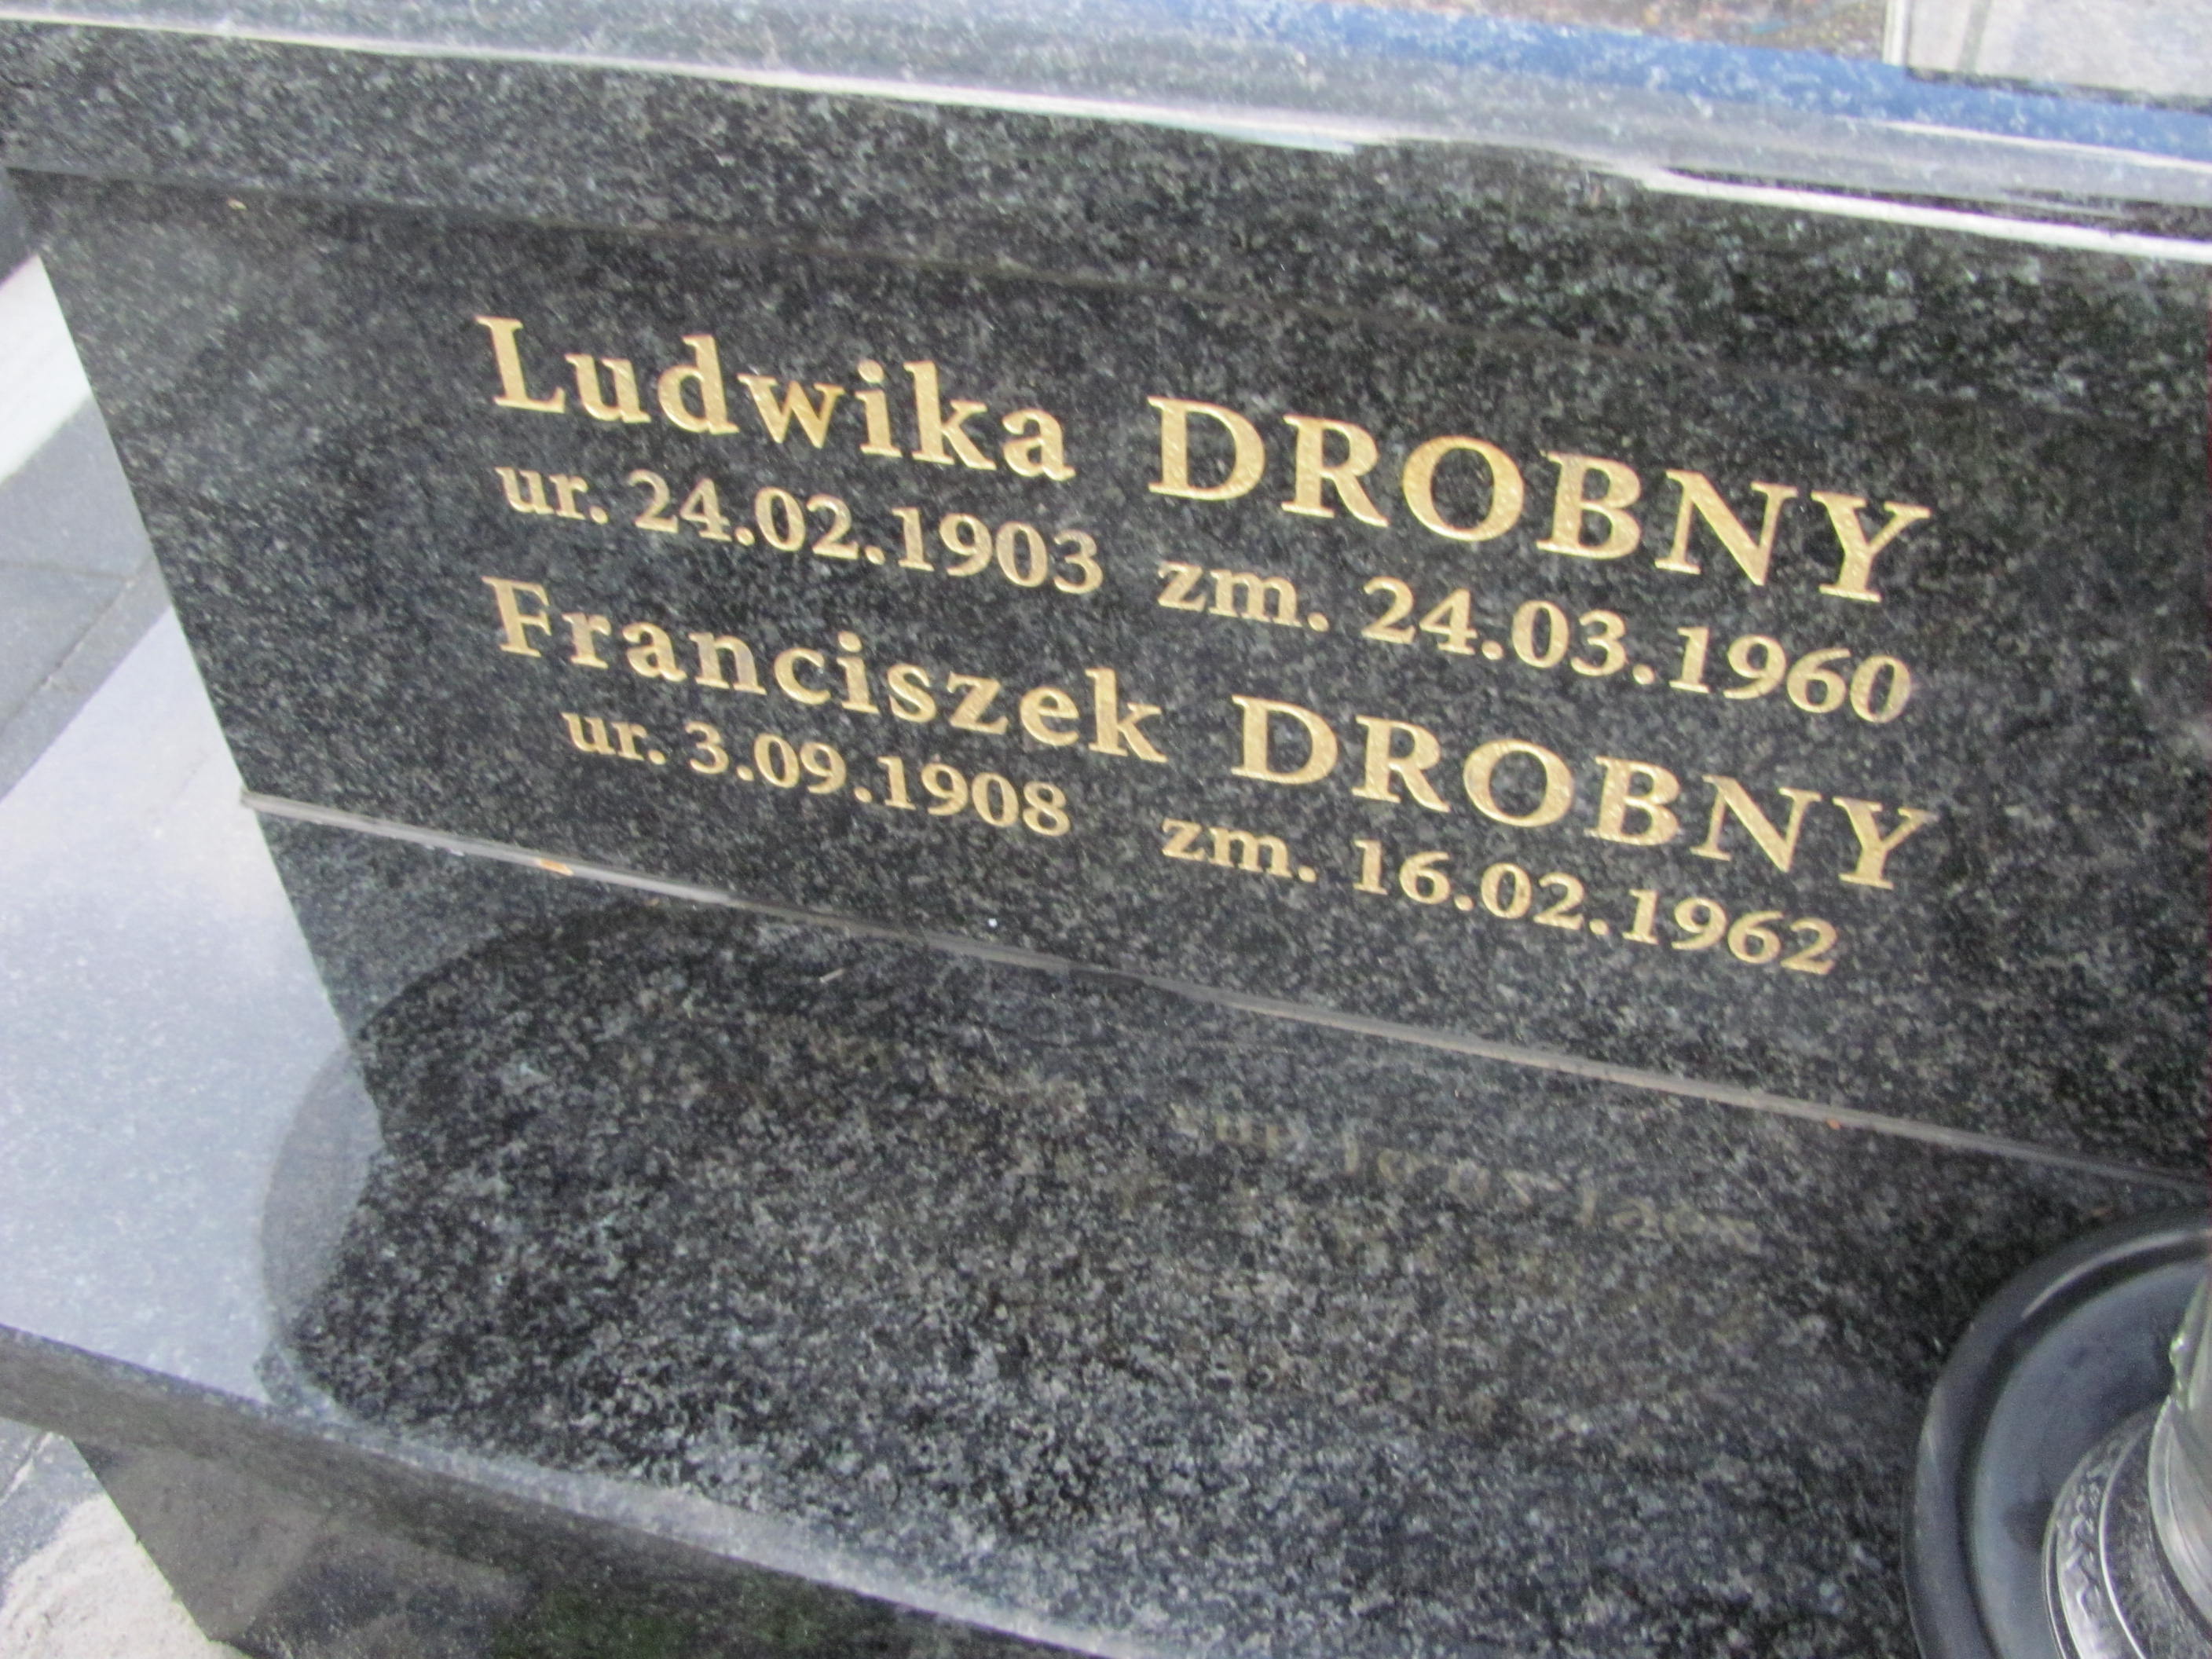 Ludwika DROBNY
ur. 24.02.1903 zm. 24.03.1960
Franciszek DROBNY
ur. 3.09.1908 zm. 16.02.1962